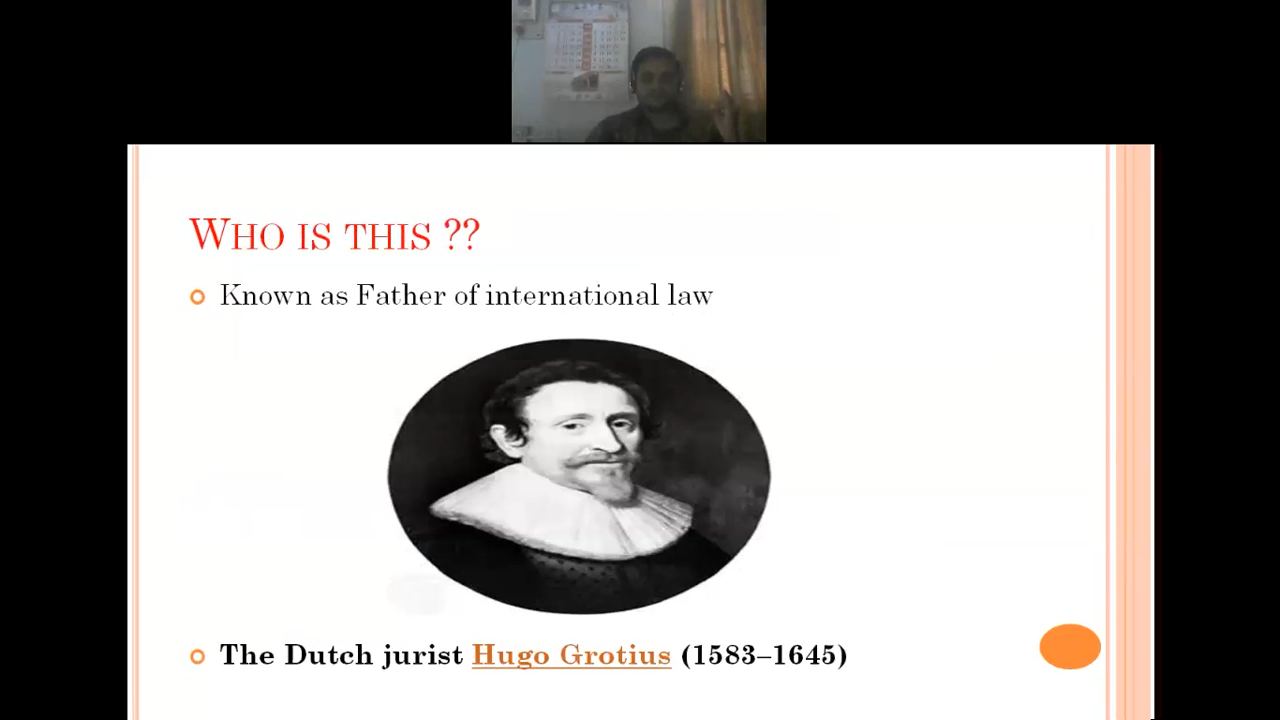 WHO IS THIS ??
Known as Father of international law
The Dutch jurist Hugo Grotius (1583–1645)